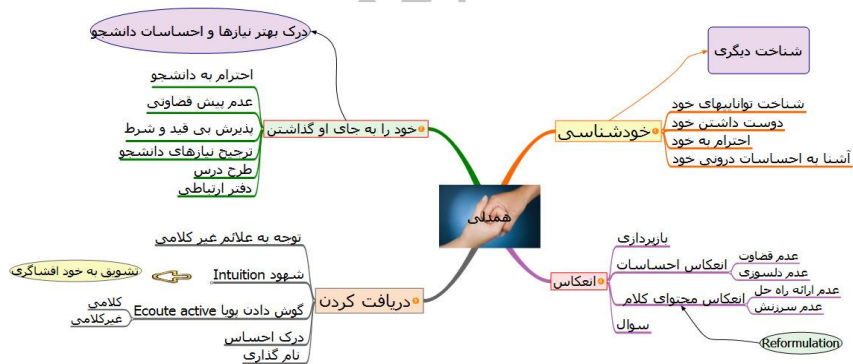 درک بهتر نیازها و احساسات دانشجو
شناخت دیگری
خودشناسی
شناخت تواناییهای خود
دوست داشتن خود
احترام به خود
آشنا به احساسات درونی خود
خود را به جای او گذاشتن
احترام به دانشجو
عدم پیش قضاوتی
پذیرش بی قید و شرط
ترجیح نیازهای دانشجو
طرح درس
دفتر ارتباطی
همدلی
انعکاس
بازپردازی
انعکاس احساسات
عدم قضاوت
عدم دلسوزی
انعکاس محتوای کلام
عدم ارائه راه حل
عدم سرزنش
سوال
Reformulation
دریافت کردن
توجه به علائم غیر کلامی
شهود Intuition
تشویق به خود افشاگری
گوش دادن پویا Ecoute active
کلامی
غیرکلامی
درک احساس
نام گذاری